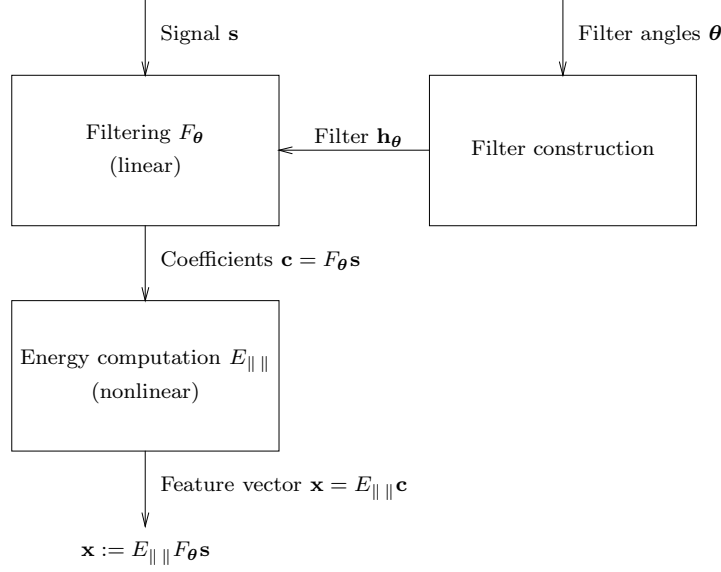 Signal s
Filter angles θ
Filtering F_θ
(linear)
Filter h_θ
Filter construction
Coefficients c = F_θ s
Energy computation E_‖ ‖
(nonlinear)
Feature vector x = E_‖ ‖ c
x := E_‖ ‖ F_θ s